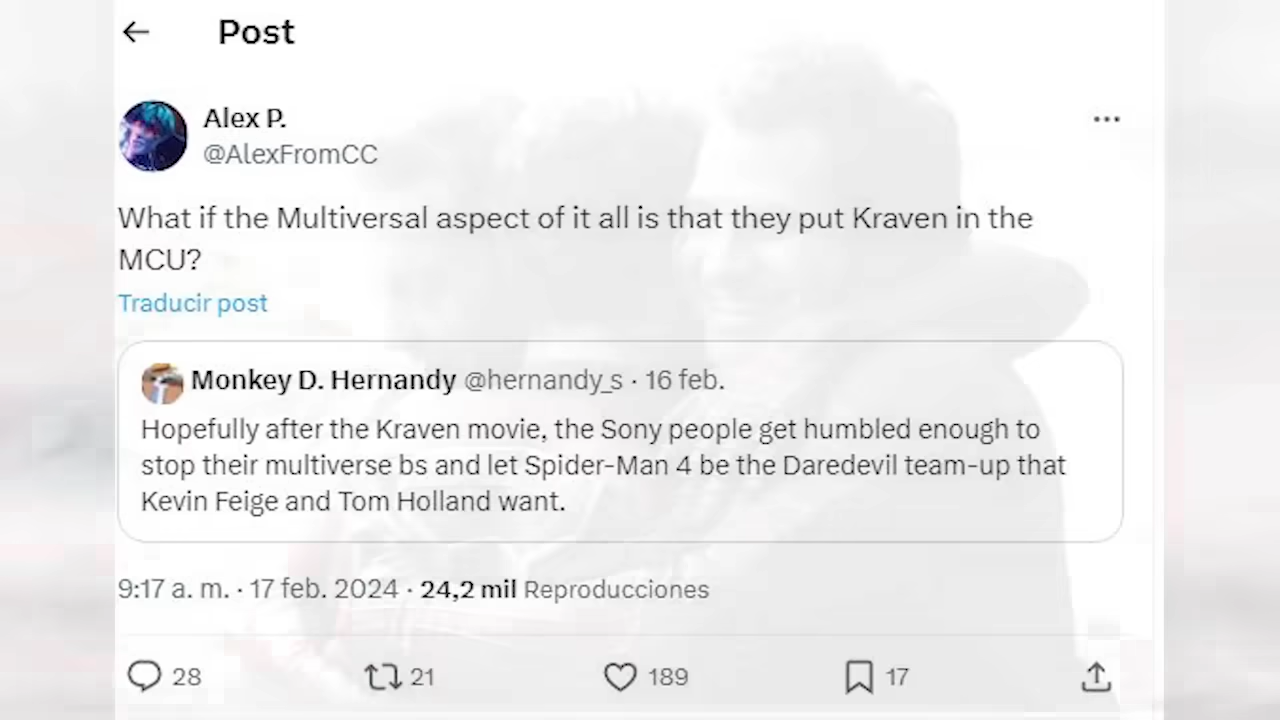 Post
Alex P.
@AlexFromCC
What if the Multiversal aspect of it all is that they put Kraven in the
MCU?
Traducir post
Monkey D. Hernandy @hernandy_s · 16 feb.
Hopefully after the Kraven movie, the Sony people get humbled enough to
stop their multiverse bs and let Spider-Man 4 be the Daredevil team-up that
Kevin Feige and Tom Holland want.
9:17 a. m. · 17 feb. 2024 · 24,2 mil Reproducciones
28 21 189 17